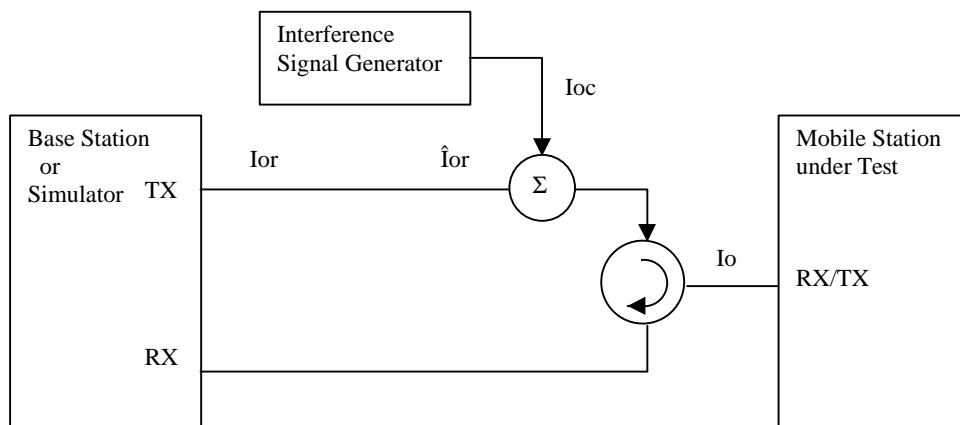 Interference
Signal Generator
Ioc
Base Station
or
Simulator
TX
Ior
Îor
Σ
Mobile Station
under Test
Io
RX/TX
RX